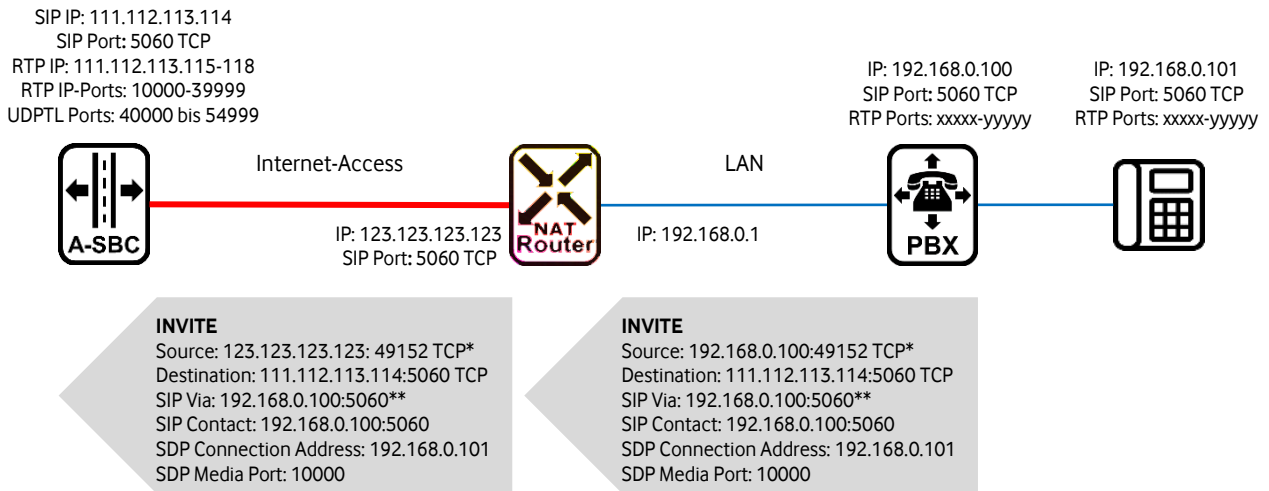 SIP IP: 111.112.113.114
SIP Port: 5060 TCP
RTP IP: 111.112.113.115-118
RTP IP-Ports: 10000-39999
UDPTL Ports: 40000 bis 54999
IP: 192.168.0.100
SIP Port: 5060 TCP
RTP Ports: xxxxx-yyyyy
IP: 192.168.0.101
SIP Port: 5060 TCP
RTP Ports: xxxxx-yyyyy
A-SBC
Internet-Access
IP: 123.123.123.123
SIP Port: 5060 TCP
NAT
Router
LAN
IP: 192.168.0.1
PBX
INVITE
Source: 123.123.123.123: 49152 TCP*
Destination: 111.112.113.114:5060 TCP
SIP Via: 192.168.0.100:5060**
SIP Contact: 192.168.0.100:5060
SDP Connection Address: 192.168.0.101
SDP Media Port: 10000
INVITE
Source: 192.168.0.100:49152 TCP*
Destination: 111.112.113.114:5060 TCP
SIP Via: 192.168.0.100:5060**
SIP Contact: 192.168.0.100:5060
SDP Connection Address: 192.168.0.101
SDP Media Port: 10000